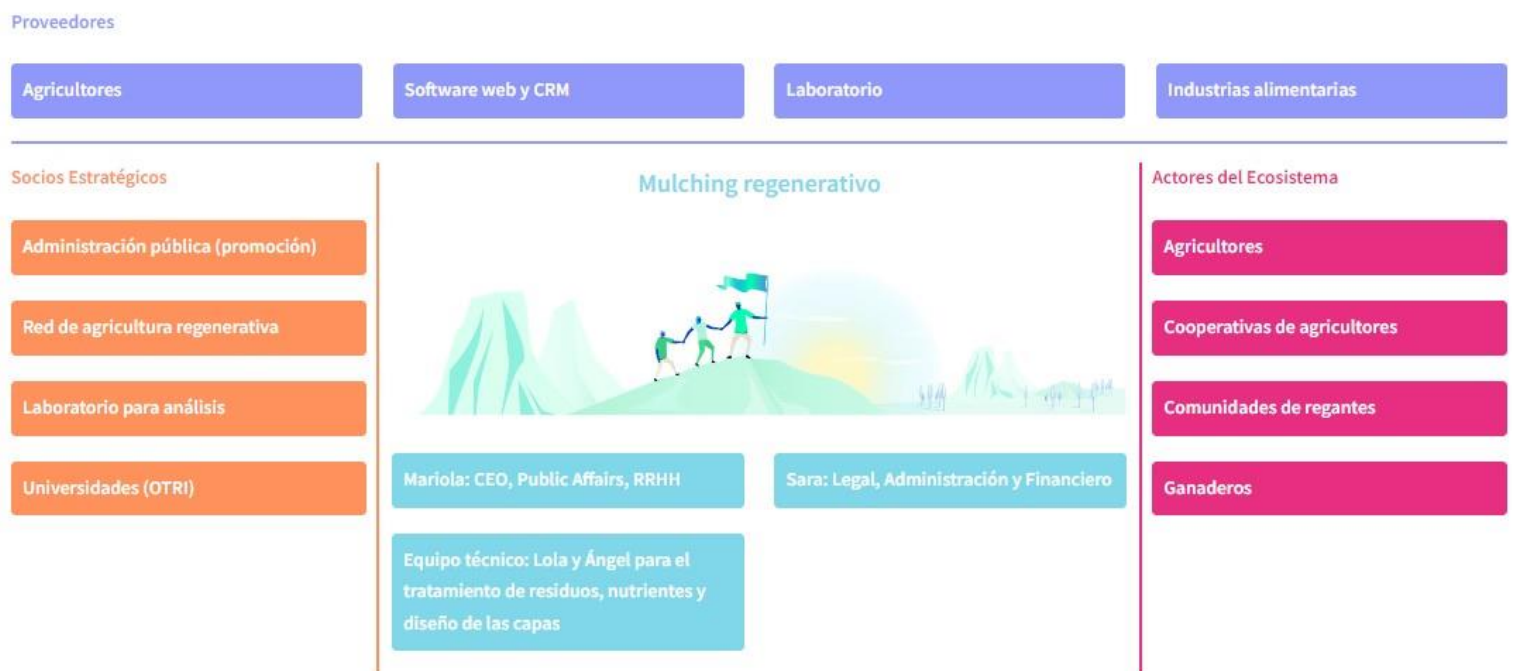 Proveedores
Agricultores
Software web y CRM
Laboratorio
Industrias alimentarias
Socios Estratégicos
Administración pública (promoción)
Red de agricultura regenerativa
Laboratorio para análisis
Universidades (OTRI)
Mulching regenerativo
Mariola: CEO, Public Affairs, RRHH
Sara: Legal, Administración y Financiero
Equipo técnico: Lola y Ángel para el
tratamiento de residuos, nutrientes y
diseño de las capas
Actores del Ecosistema
Agricultores
Cooperativas de agricultores
Comunidades de regantes
Ganaderos